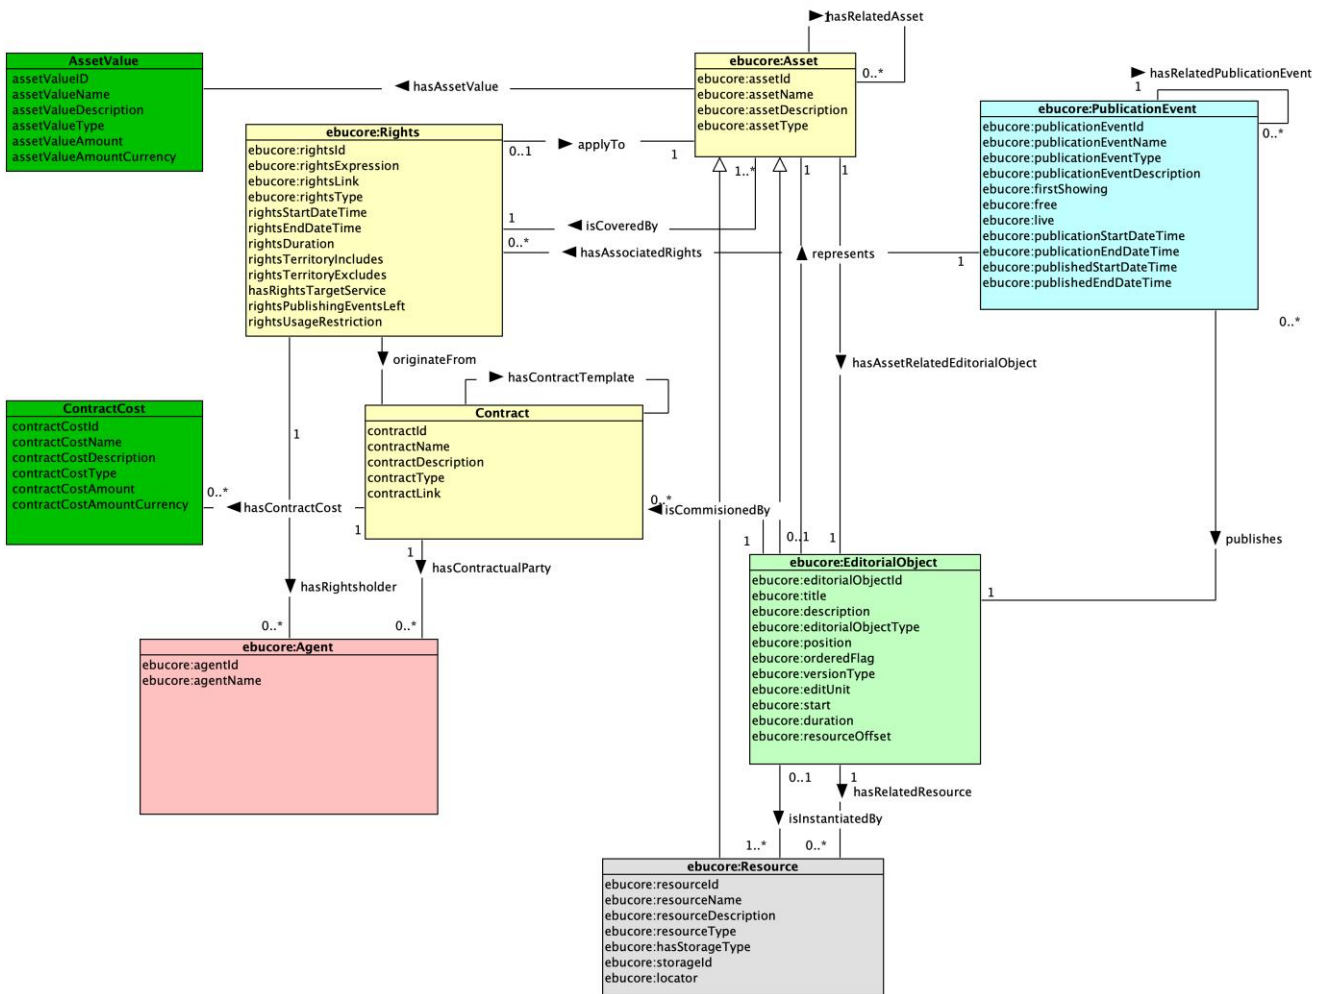 1
hasRelatedAsset
0..*
AssetValue
assetValueID
assetValueName
assetValueDescription
assetValueType
assetValueAmount
assetValueAmountCurrency
hasAssetValue
ebucore:Asset
ebucore:assetId
ebucore:assetName
ebucore:assetDescription
ebucore:assetType
hasRelatedPublicationEvent
1
0..*
ebucore:PublicationEvent
ebucore:publicationEventId
ebucore:publicationEventName
ebucore:publicationEventType
ebucore:publicationEventDescription
ebucore:firstShowing
ebucore:free
ebucore:live
ebucore:publicationStartDateTime
ebucore:publicationEndDateTime
ebucore:publishedStartDateTime
ebucore:publishedEndDateTime
ebucore:Rights
ebucore:rightsId
ebucore:rightsExpression
ebucore:rightsLink
ebucore:rightsType
rightsStartDateTime
rightsEndDateTime
rightsDuration
rightsTerritoryIncludes
rightsTerritoryExcludes
hasRightsTargetService
rightsPublishingEventsLeft
rightsUsageRestriction
0..1
applyTo
1
1..*
1
1
1
isCoveredBy
0..*
hasAssociatedRights
represents
1
0..*
originateFrom
hasAssetRelatedEditorialObject
hasContractTemplate
ContractCost
contractCostId
contractCostName
contractCostDescription
contractCostType
contractCostAmount
contractCostAmountCurrency
1
Contract
contractId
contractName
contractDescription
contractType
contractLink
0..*
hasContractCost
1
0..*
isCommisionedBy
1
0..1
1
publishes
1
hasContractualParty
hasRightsholder
0..*
0..*
ebucore:EditorialObject
ebucore:editorialObjectId
ebucore:title
ebucore:description
ebucore:editorialObjectType
ebucore:position
ebucore:orderedFlag
ebucore:versionType
ebucore:editUnit
ebucore:start
ebucore:duration
ebucore:resourceOffset
1
ebucore:Agent
ebucore:agentId
ebucore:agentName
0..1
1
hasRelatedResource
isInstantiatedBy
1..*
0..*
ebucore:Resource
ebucore:resourceId
ebucore:resourceName
ebucore:resourceDescription
ebucore:resourceType
ebucore:hasStorageType
ebucore:storageId
ebucore:locator